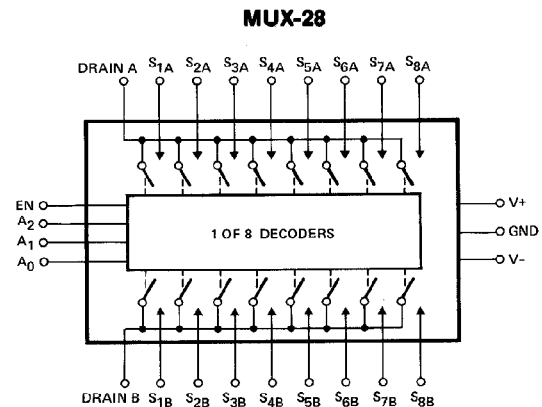 MUX-28
DRAIN A S1A S2A S3A S4A S5A S6A S7A S8A
EN
A2
A1
A0
1 OF 8 DECODERS
V+
GND
V−
DRAIN B S1B S2B S3B S4B S5B S6B S7B S8B